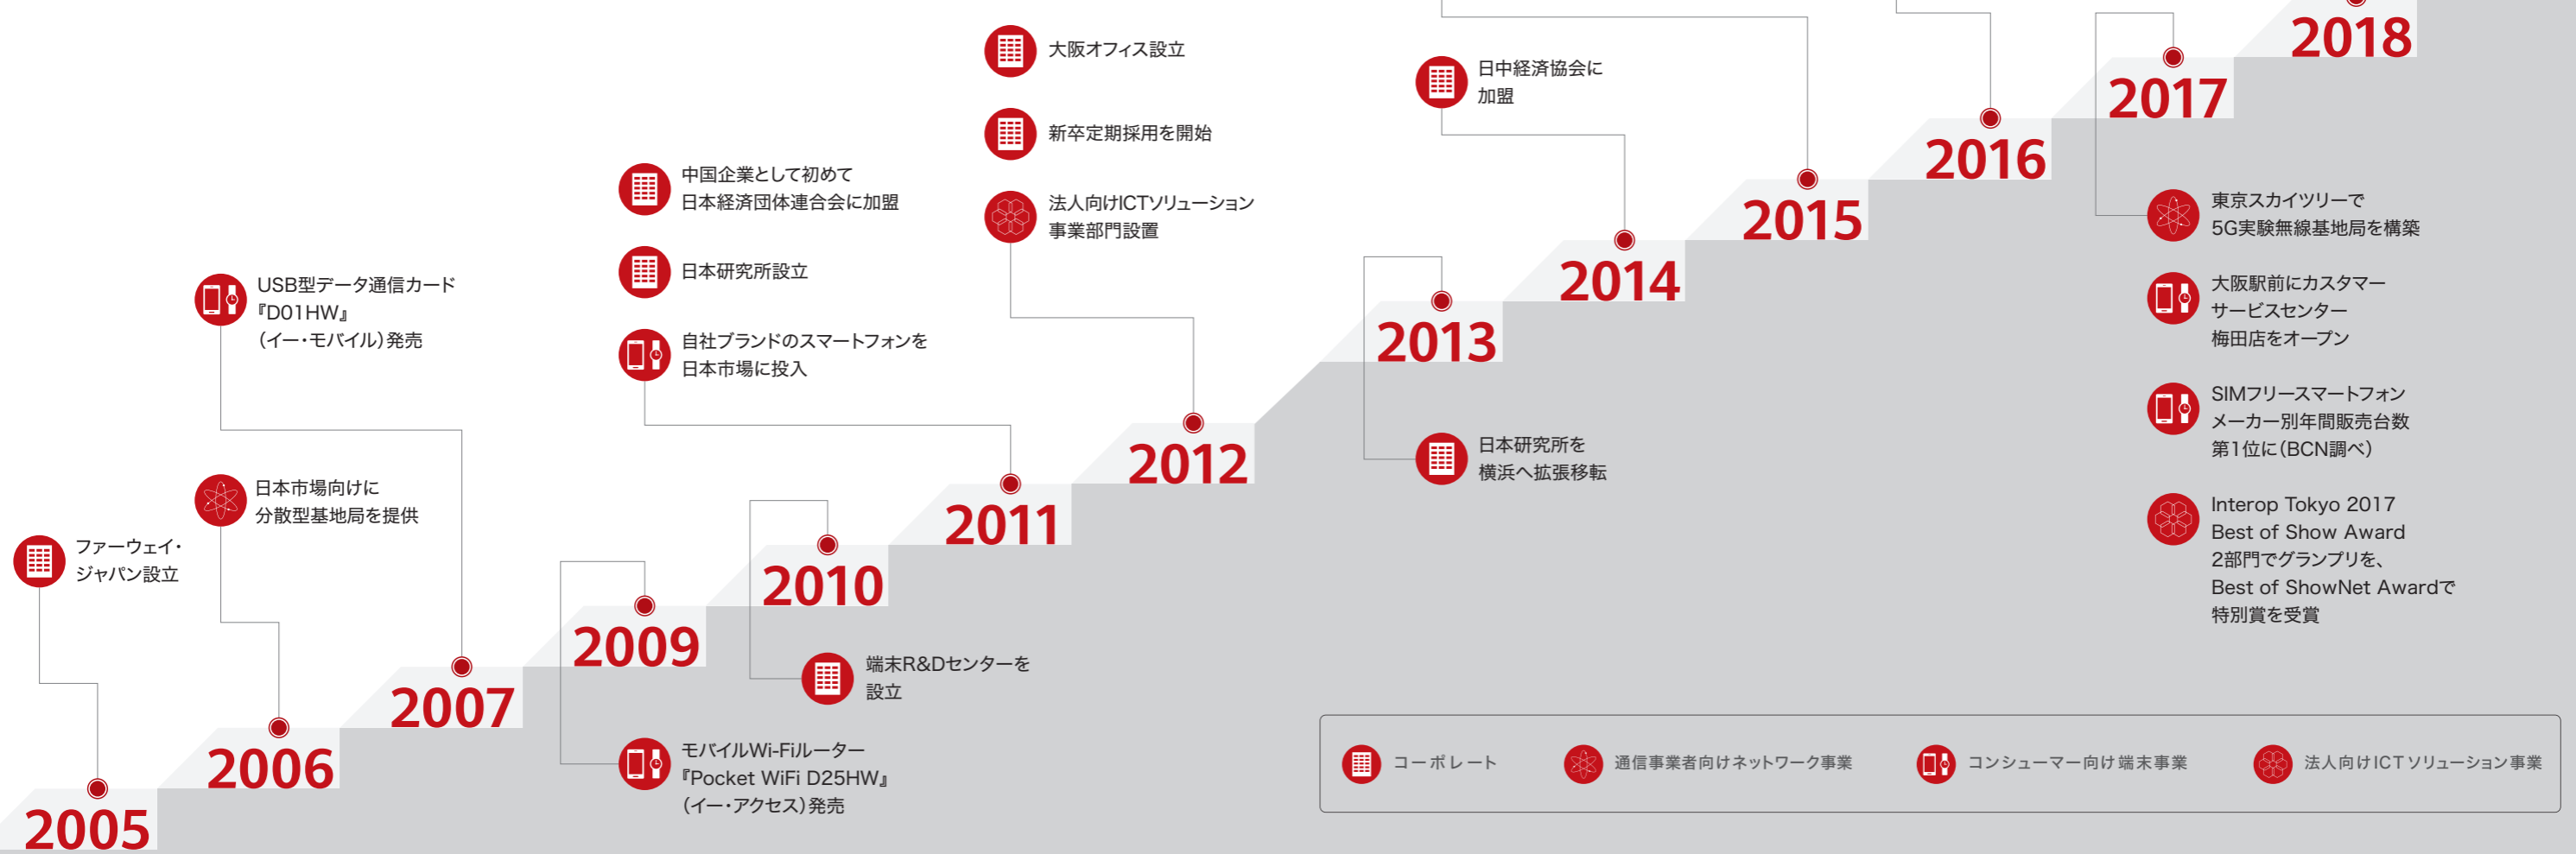 2005
ファーウェイ・
ジャパン設立
2006
日本市場向けに
分散型基地局を提供
2007
USB型データ通信カード
『D01HW』
（イー・モバイル）発売
2009
モバイルWi-Fiルーター
『Pocket WiFi D25HW』
（イー・アクセス）発売
2010
端末R&Dセンターを
設立
2011
中国企業として初めて
日本経済団体連合会に加盟
日本研究所設立
自社ブランドのスマートフォンを
日本市場に投入
2012
大阪オフィス設立
新卒定期採用を開始
法人向けICTソリューション
事業部門設置
2013
日本研究所を
横浜へ拡張移転
2014
日中経済協会に
加盟
2015
2016
2017
東京スカイツリーで
5G実験無線基地局を構築
大阪駅前にカスタマー
サービスセンター
梅田店をオープン
SIMフリースマートフォン
メーカー別年間販売台数
第1位に（BCN調べ）
Interop Tokyo 2017
Best of Show Award
2部門でグランプリを、
Best of ShowNet Awardで
特別賞を受賞
2018
コーポレート
通信事業者向けネットワーク事業
コンシューマー向け端末事業
法人向けICTソリューション事業